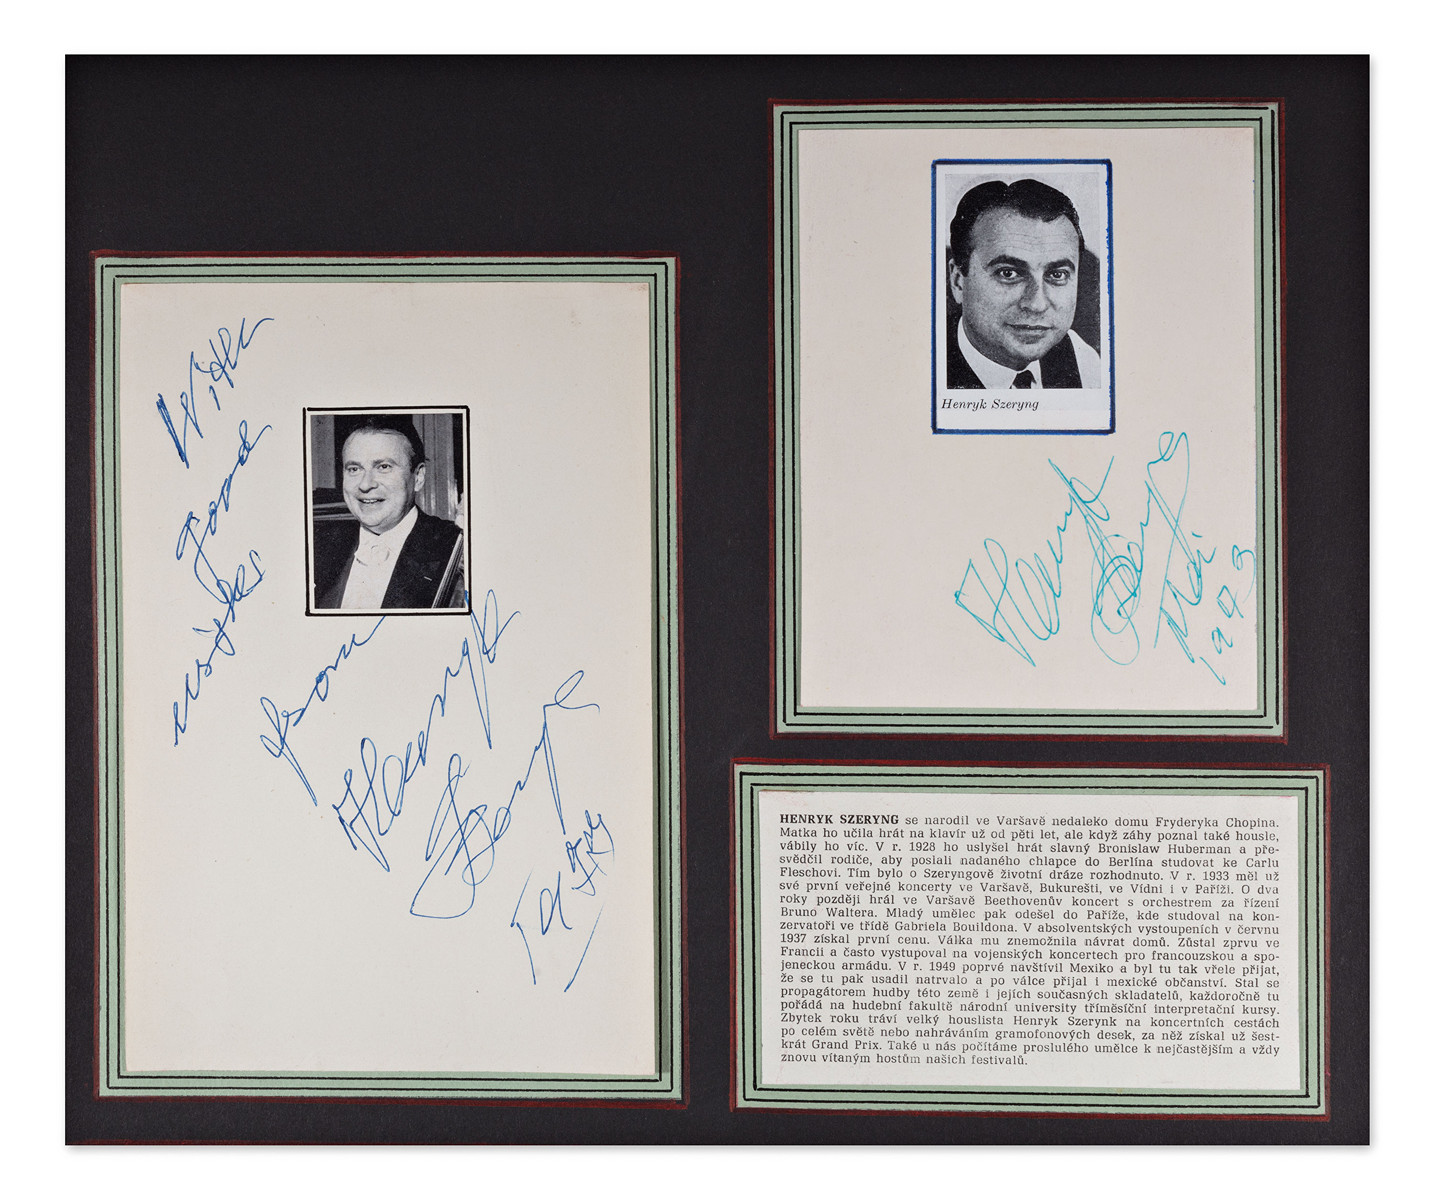 With
good
wishes
from
Henryk
Szeryng
Henryk Szeryng
Henryk
Szeryng
1973
HENRYK SZERYNG se narodil ve Varšavě nedaleko domu Fryderyka Chopina.
Matka ho učila hrát na klavír už od pěti let, ale když záhy poznal také housle,
vábily ho víc. V r. 1928 ho uslyšel hrát slavný Bronislaw Huberman a pře-
svědčil rodiče, aby poslali nadaného chlapce do Berlína studovat ke Carlu
Fleschovi. Tím bylo o Szeryngově životní dráze rozhodnuto. V r. 1933 měl už
své první veřejné koncerty ve Varšavě, Bukurešti, ve Vídni i v Paříži. O dva
roky později hrál ve Varšavě Beethovenův koncert s orchestrem za řízení
Bruno Waltera. Mladý umělec pak odešel do Paříže, kde studoval na kon-
zervatoři ve třídě Gabriela Bouildona. V absolventských vystoupeních v červnu
1937 získal první cenu. Válka mu znemožnila návrat domů. Zůstal zprvu ve
Francii a často vystupoval na vojenských koncertech pro francouzskou a spo-
jeneckou armádu. V r. 1949 poprvé navštívil Mexiko a byl tu tak vřele přijat,
že se tu pak usadil natrvalo a po válce přijal i mexické občanství. Stal se
propagátorem hudby této země i jejích současných skladatelů, každoročně tu
pořádá na hudební fakultě národní university tříměsíční interpretační kursy.
Zbytek roku tráví velký houslista Henryk Szerynk na koncertních cestách
po celém světě nebo nahráváním gramofonových desek, za něž získal už šest-
krát Grand Prix. Také u nás počítáme proslulého umělce k nejčastějším a vždy
znovu vítaným hostům našich festivalů.